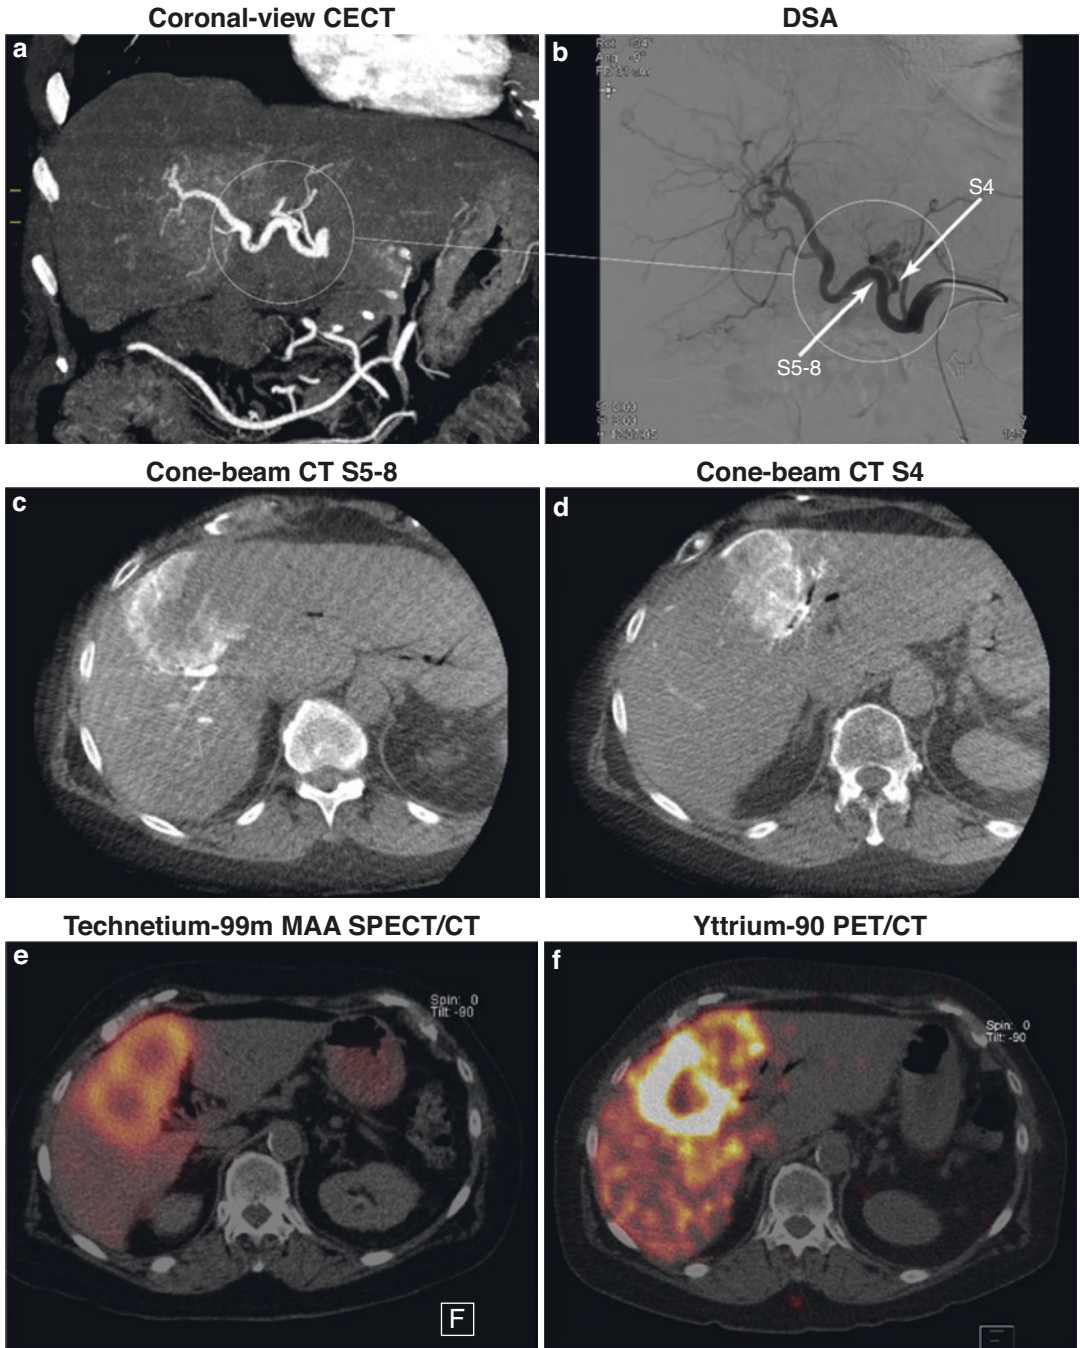 Coronal-view CECT
DSA
a
b
S4
S5-8
Cone-beam CT S5-8
Cone-beam CT S4
c
d
Technetium-99m MAA SPECT/CT
Yttrium-90 PET/CT
e
f
Spin: 0
Tilt: -90
Spin: 0
Tilt: -90
F